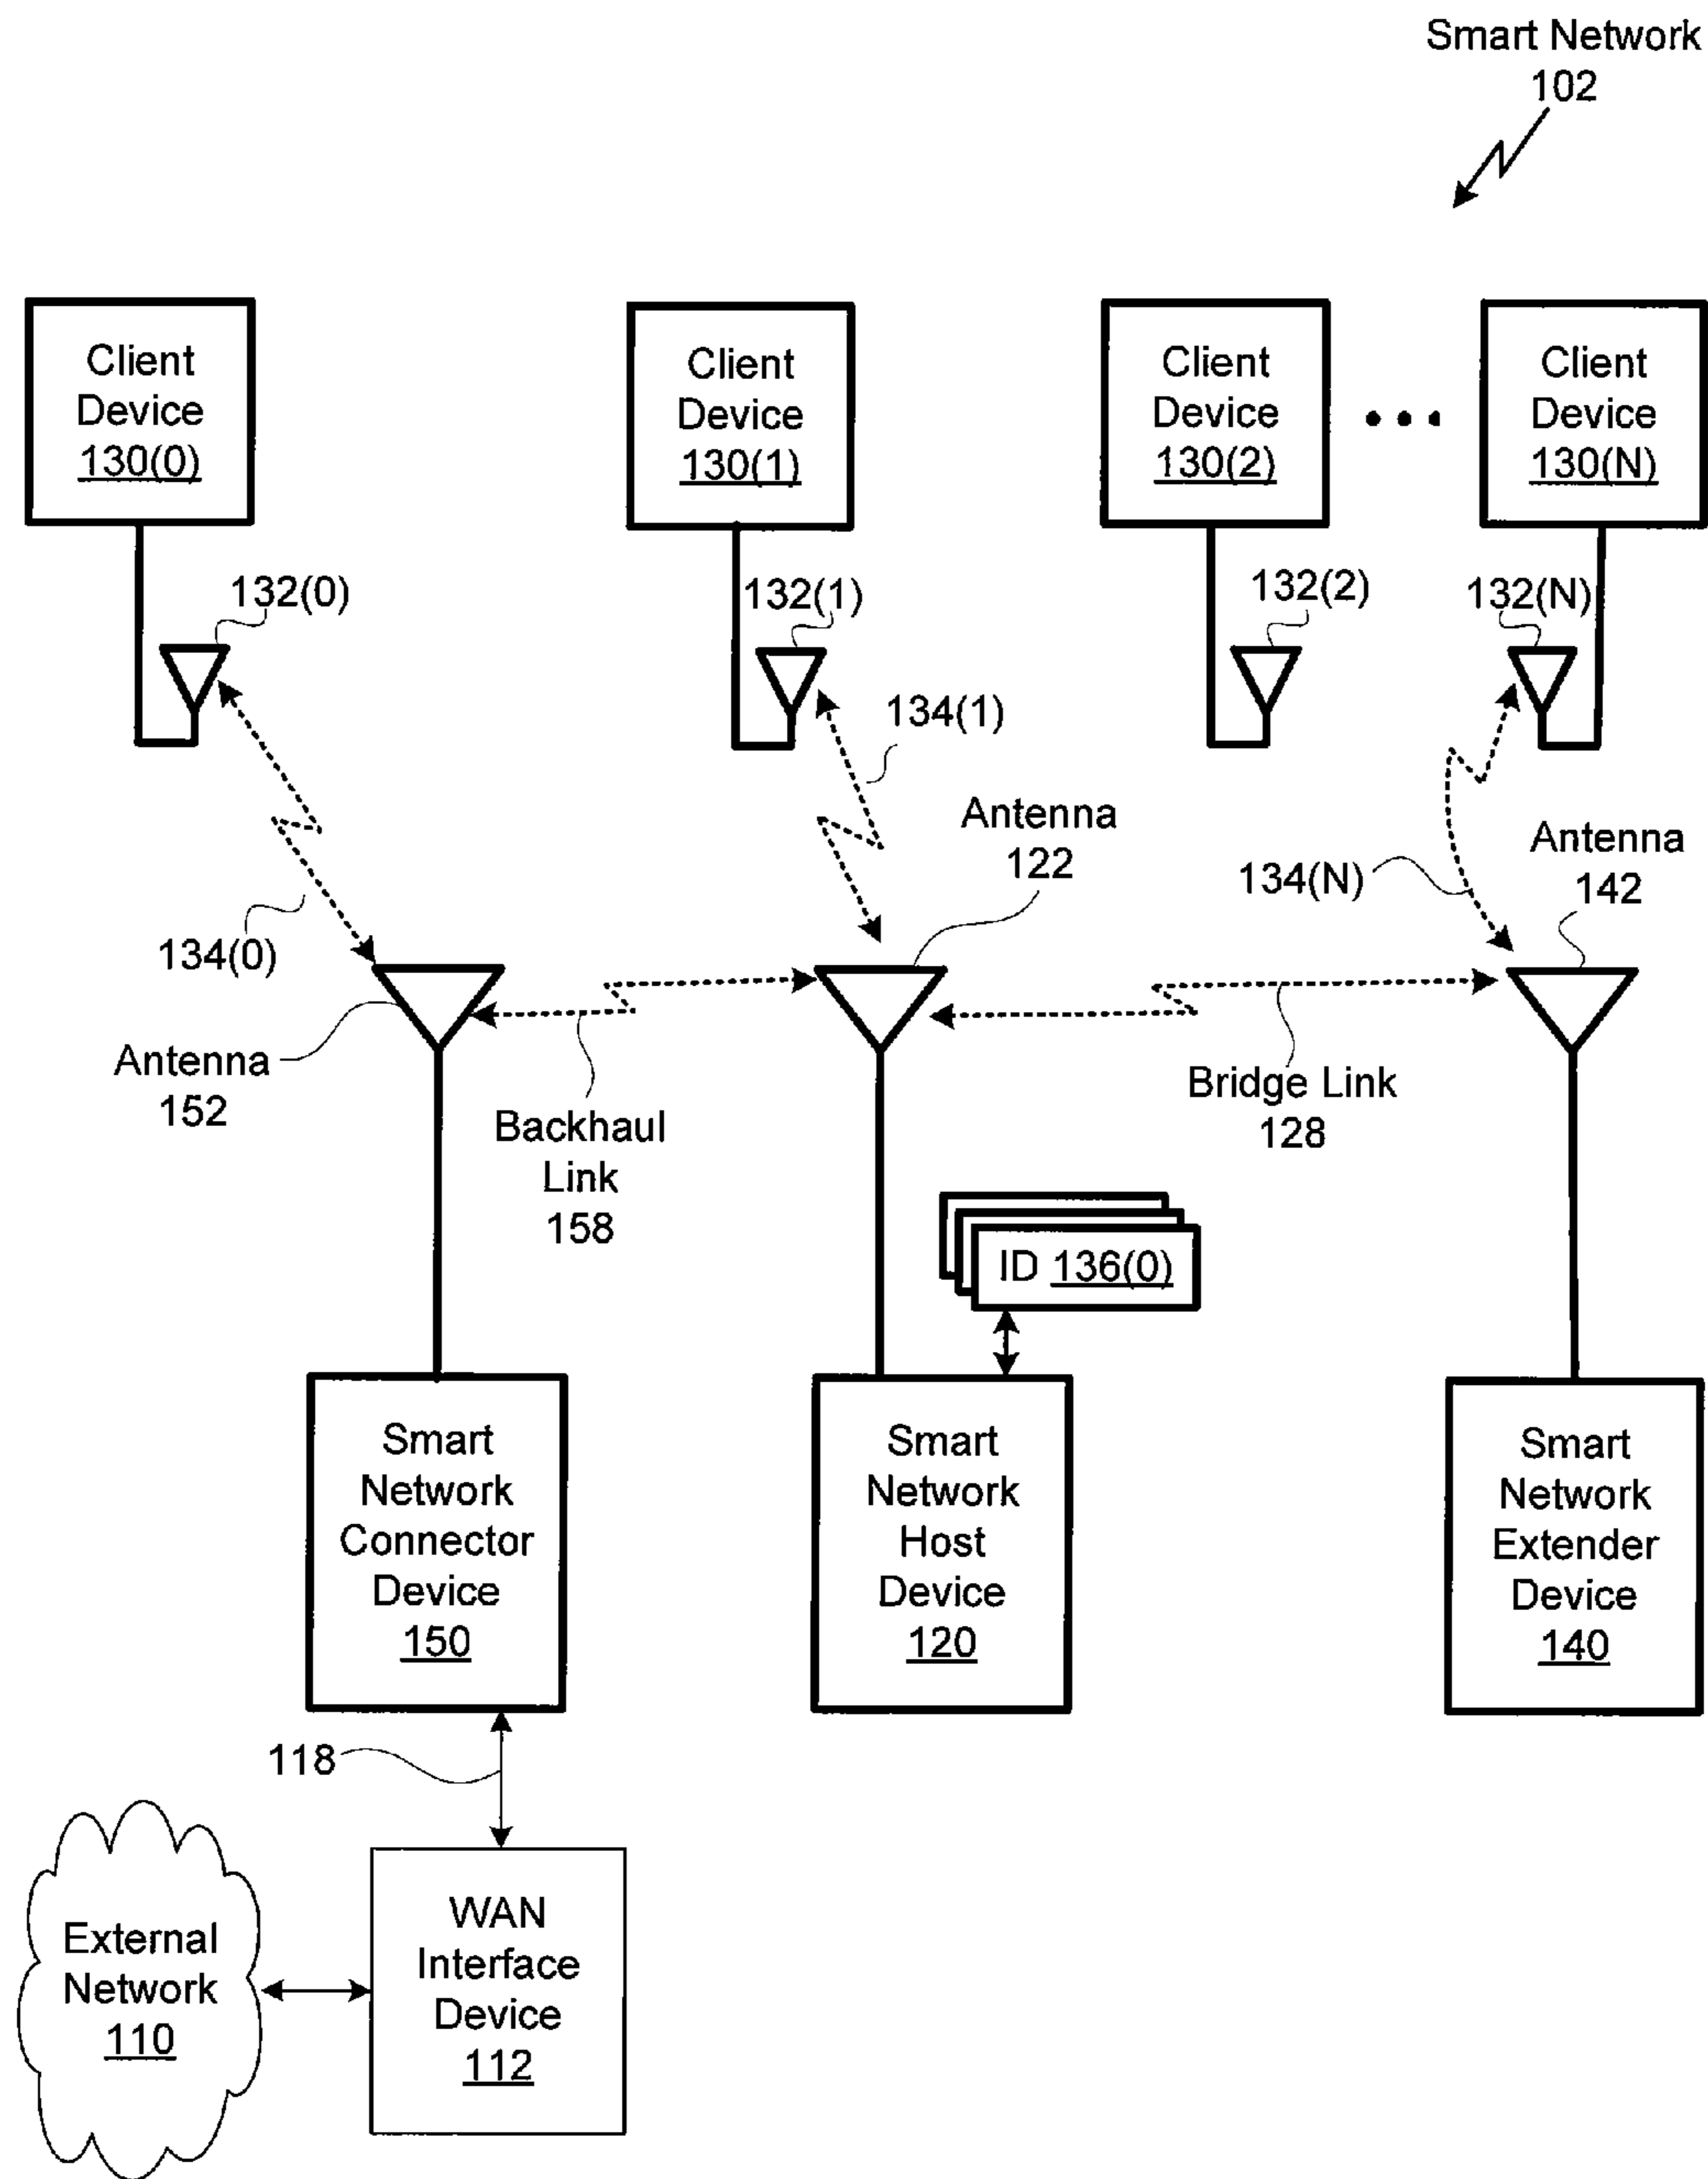 Smart Network
102
Client
Device
130(0)
Client
Device
130(1)
Client
Device
130(2)
Client
Device
130(N)
132(0)
132(1)
132(2)
132(N)
134(1)
Antenna
122
Antenna
142
134(N)
134(0)
Antenna
152
Backhaul
Link
158
Bridge Link
128
ID 136(0)
Smart
Network
Connector
Device
150
Smart
Network
Host
Device
120
Smart
Network
Extender
Device
140
118
External
Network
110
WAN
Interface
Device
112